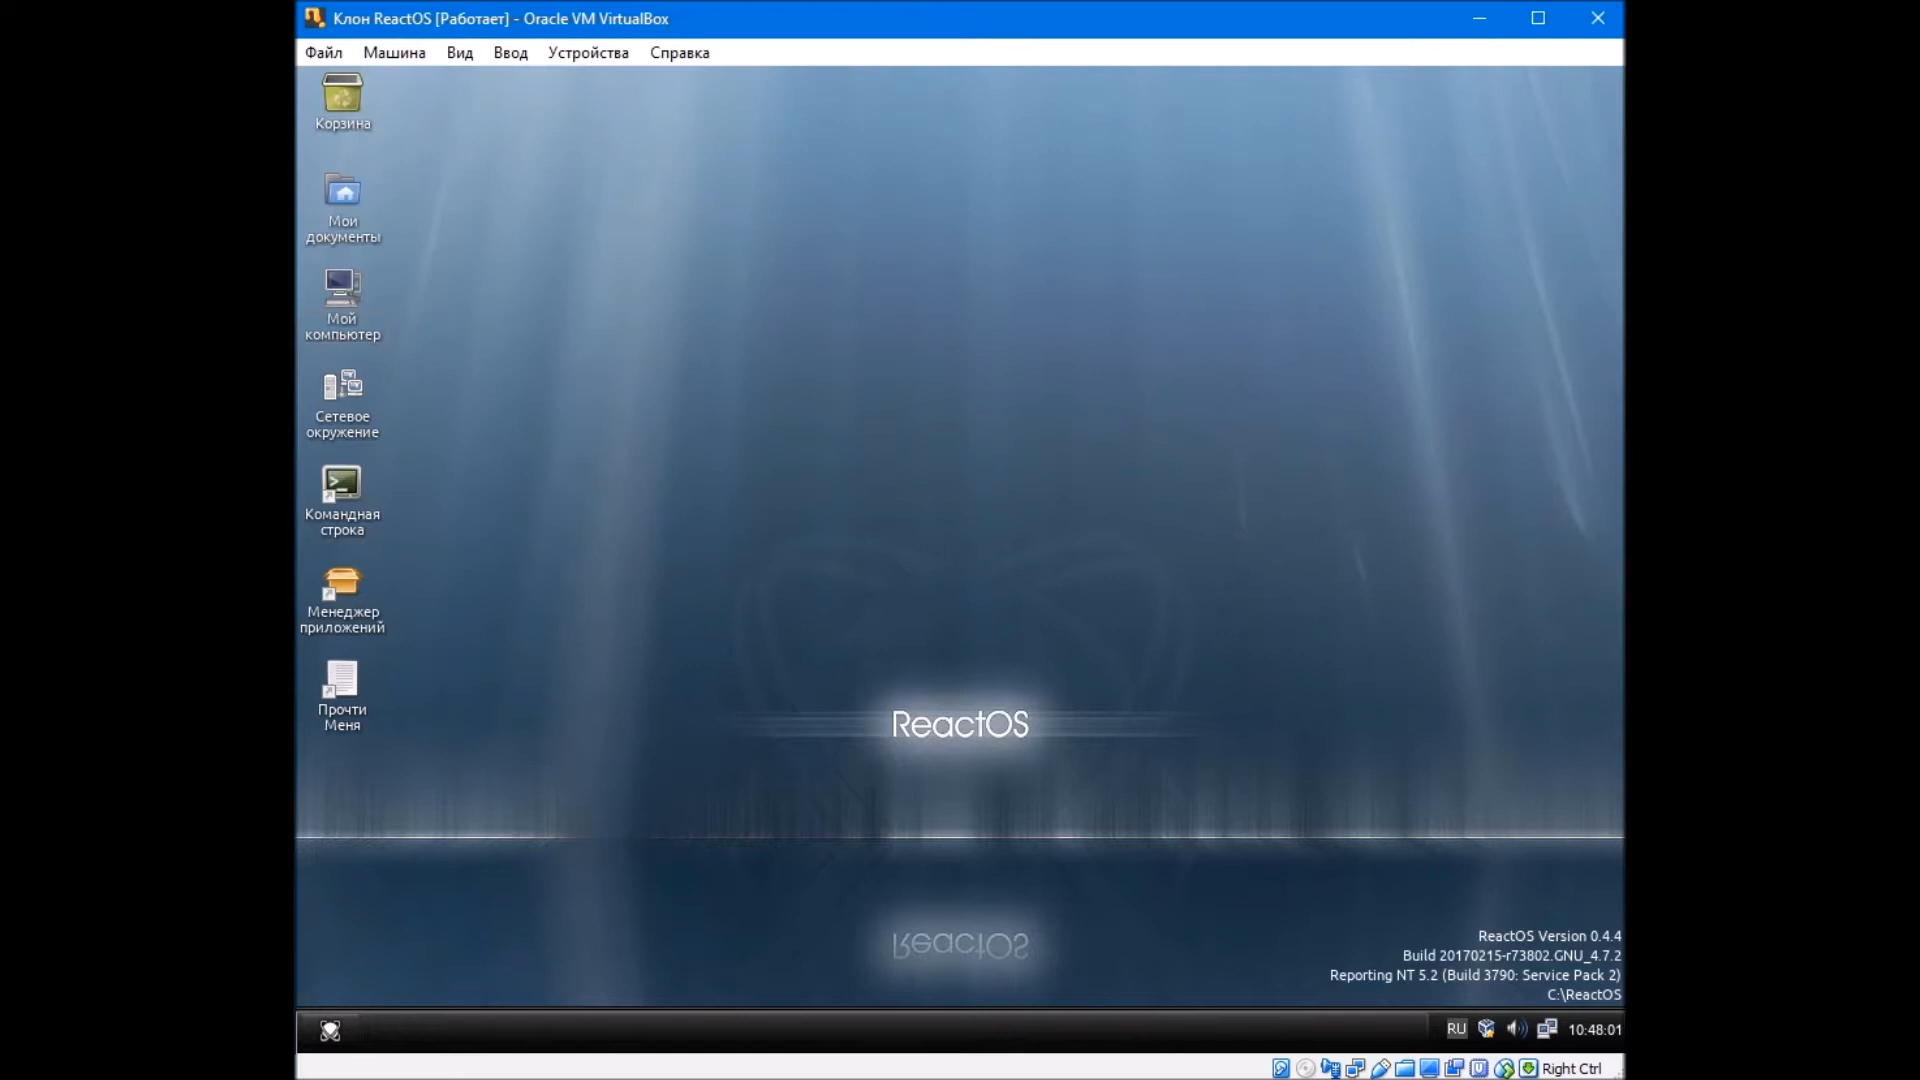 Клон ReactOS [Работает] - Oracle VM VirtualBox
Файл Машина Вид Ввод Устройства Справка
Корзина
Мои
документы
Мой
компьютер
Сетевое
окружение
Командная
строка
Менеджер
приложений
Прочти
Меня
ReactOS
ReactOS
ReactOS Version 0.4.4
Build 20170215-r73802.GNU_4.7.2
Reporting NT 5.2 (Build 3790: Service Pack 2)
C:\ReactOS
RU 10:48:01
Right Ctrl